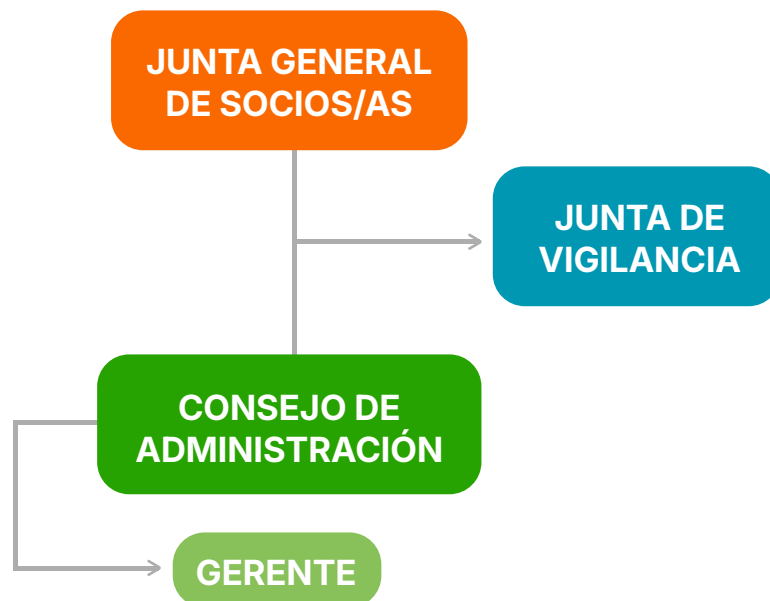 JUNTA GENERAL
DE SOCIOS/AS
JUNTA DE
VIGILANCIA
CONSEJO DE
ADMINISTRACIÓN
GERENTE